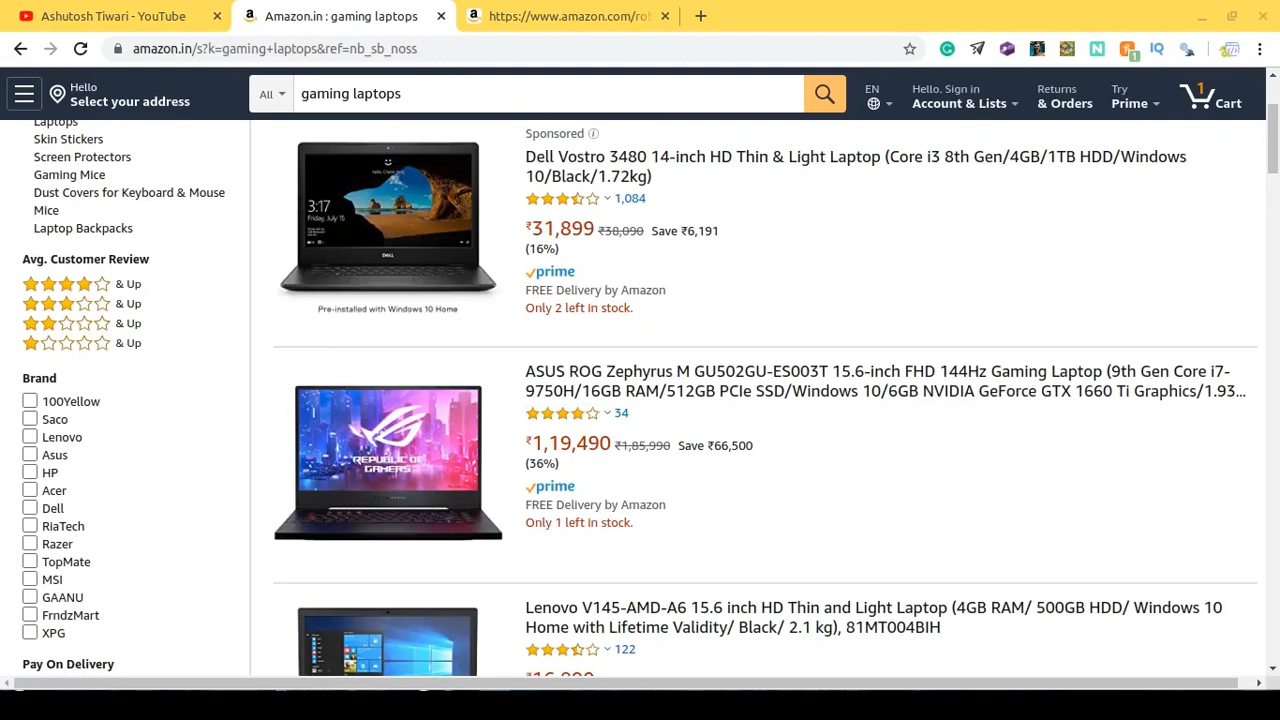 Ashutosh Tiwari - YouTube
Amazon.in : gaming laptops
https://www.amazon.com/ro
amazon.in/s?k=gaming+laptops&ref=nb_sb_noss
1
IQ
Hello
Select your address
All
gaming laptops
EN
Hello. Sign in
Account & Lists
Returns
& Orders
Try
Prime
1
Cart
Laptops
Skin Stickers
Screen Protectors
Gaming Mice
Dust Covers for Keyboard & Mouse
Mice
Laptop Backpacks
Avg. Customer Review
& Up
& Up
& Up
& Up
Brand
100Yellow
Saco
Lenovo
Asus
HP
Acer
Dell
RiaTech
Razer
TopMate
MSI
GAANU
FrndzMart
XPG
Pay On Delivery
3:17
Friday, July 15
DELL
Pre-installed with Windows 10 Home
Sponsored
Dell Vostro 3480 14-inch HD Thin & Light Laptop (Core i3 8th Gen/4GB/1TB HDD/Windows
10/Black/1.72kg)
1,084
₹31,899 ₹38,090 Save ₹6,191
(16%)
prime
FREE Delivery by Amazon
Only 2 left in stock.
REPUBLIC OF
GAMERS
ASUS ROG Zephyrus M GU502GU-ES003T 15.6-inch FHD 144Hz Gaming Laptop (9th Gen Core i7-
9750H/16GB RAM/512GB PCIe SSD/Windows 10/6GB NVIDIA GeForce GTX 1660 Ti Graphics/1.93...
34
₹1,19,490 ₹1,85,990 Save ₹66,500
(36%)
prime
FREE Delivery by Amazon
Only 1 left in stock.
Lenovo V145-AMD-A6 15.6 inch HD Thin and Light Laptop (4GB RAM/ 500GB HDD/ Windows 10
Home with Lifetime Validity/ Black/ 2.1 kg), 81MT004BIH
122